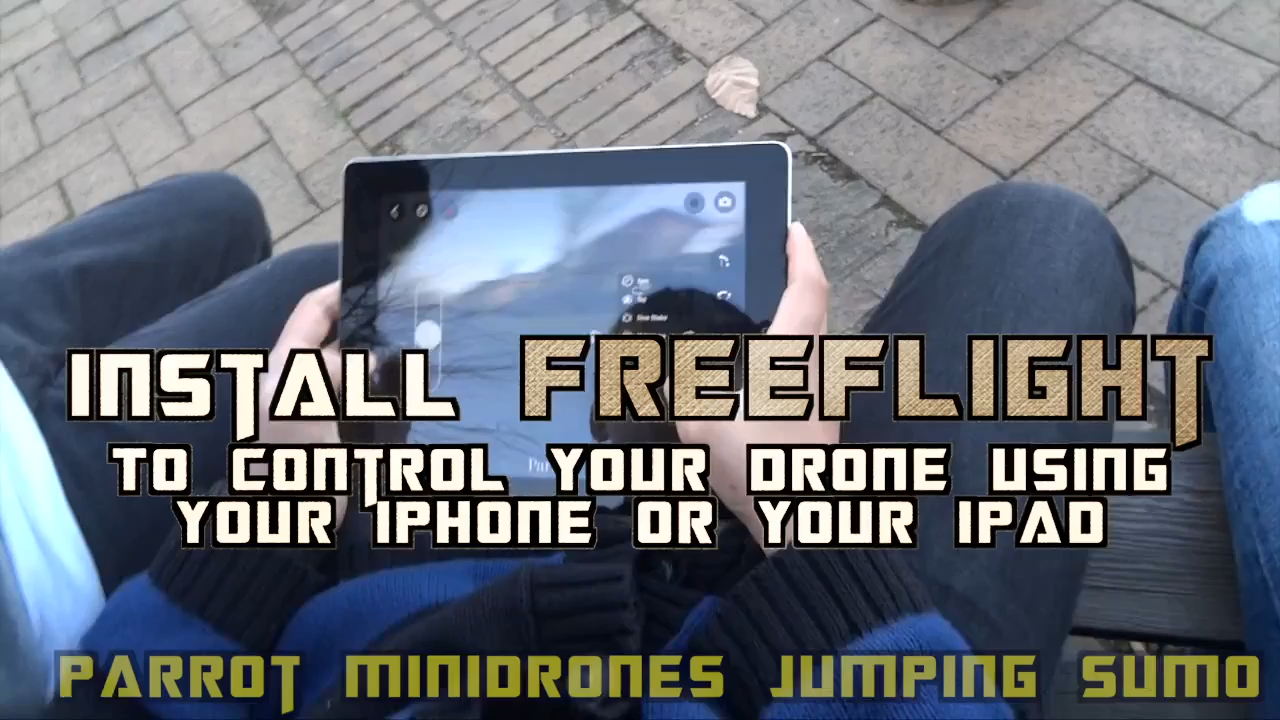 INSTALL FREEFLIGHT
TO CONTROL YOUR DRONE USING
YOUR IPHONE OR YOUR IPAD
PARROT MINIDRONES JUMPING SUMO